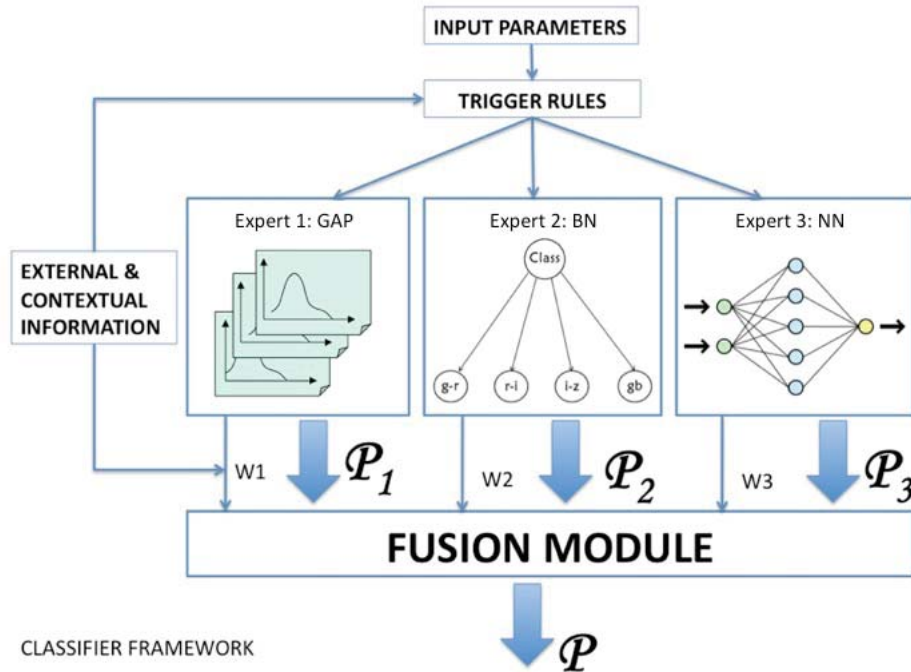 INPUT PARAMETERS
TRIGGER RULES
Expert 1: GAP
Expert 2: BN
Expert 3: NN
Class
EXTERNAL &
CONTEXTUAL
INFORMATION
g-r
r-i
i-z
gb
W1
P1
W2
P2
W3
P3
FUSION MODULE
CLASSIFIER FRAMEWORK
P